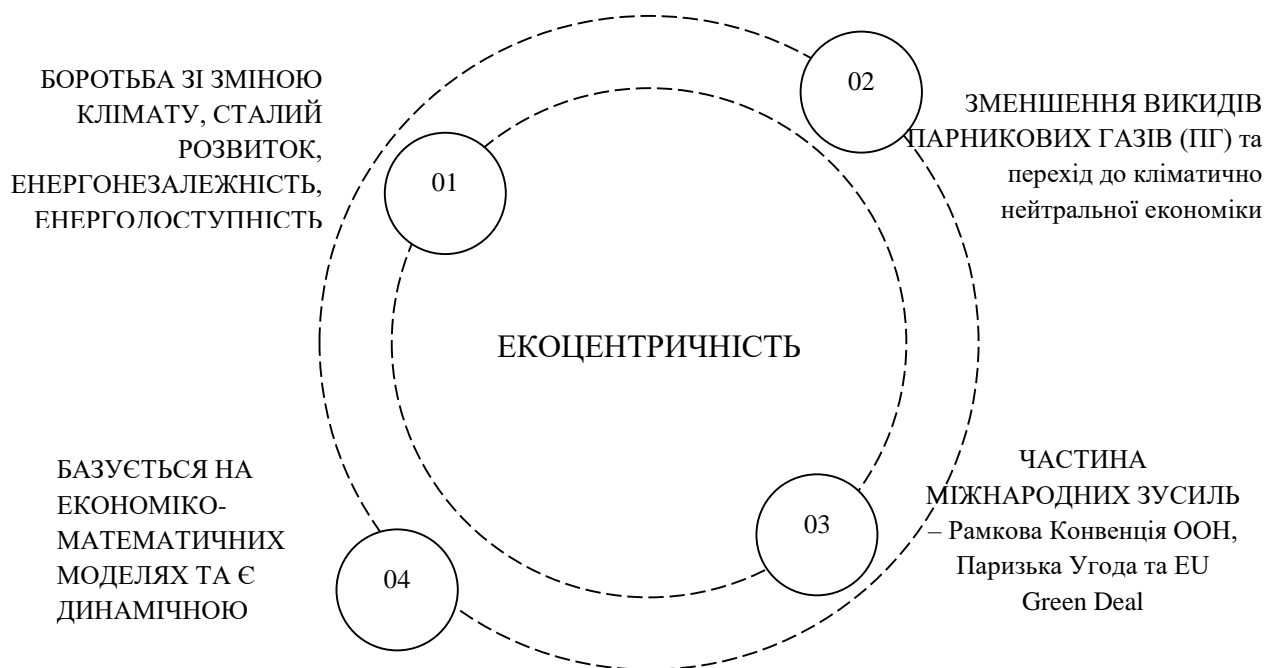 БОРОТЬБА ЗІ ЗМІНОЮ
КЛІМАТУ, СТАЛИЙ
РОЗВИТОК,
ЕНЕРГОНЕЗАЛЕЖНІСТЬ,
ЕНЕРГОДОСТУПНІСТЬ
01
02
ЗМЕНШЕННЯ ВИКИДІВ
ПАРНИКОВИХ ГАЗІВ (ПГ) та
перехід до кліматично
нейтральної економіки
ЕКОЦЕНТРИЧНІСТЬ
03
ЧАСТИНА
МІЖНАРОДНИХ ЗУСИЛЬ
– Рамкова Конвенція ООН,
Паризька Угода та EU
Green Deal
БАЗУЄТЬСЯ НА
ЕКОНОМІКО-
МАТЕМАТИЧНИХ
МОДЕЛЯХ ТА Є
ДИНАМІЧНОЮ
04